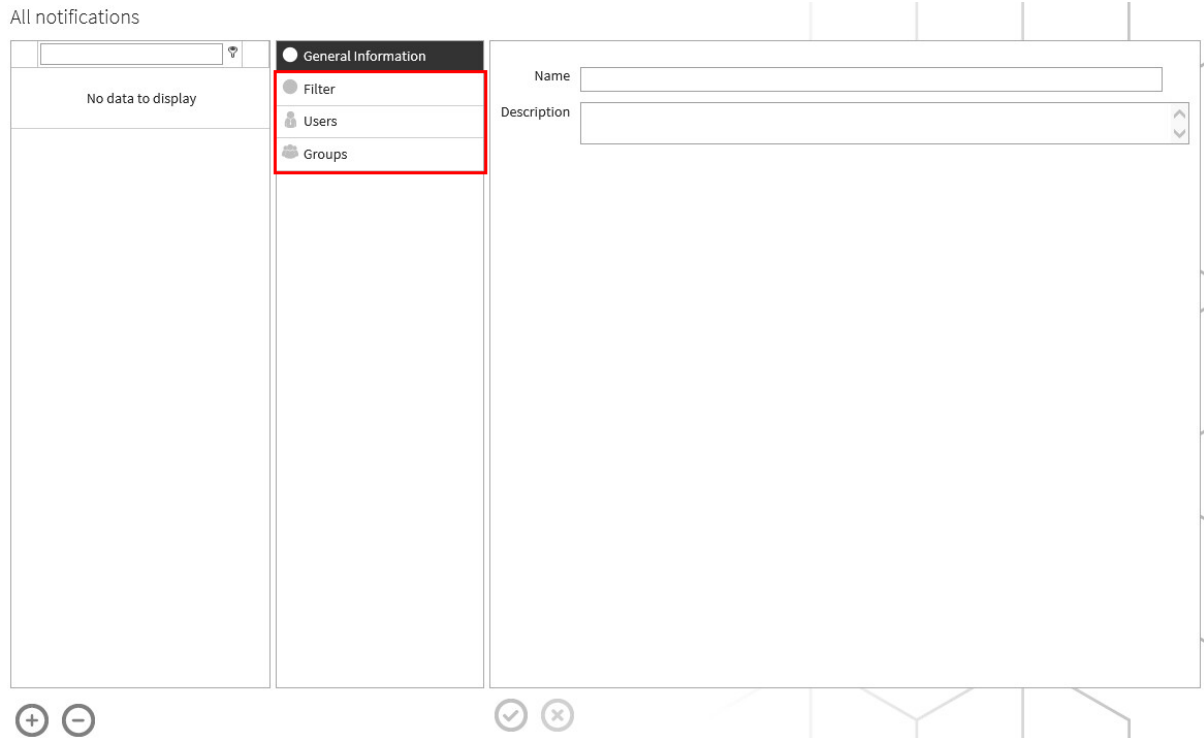 All notifications
General Information
No data to display
Filter
Users
Groups
Name
Description